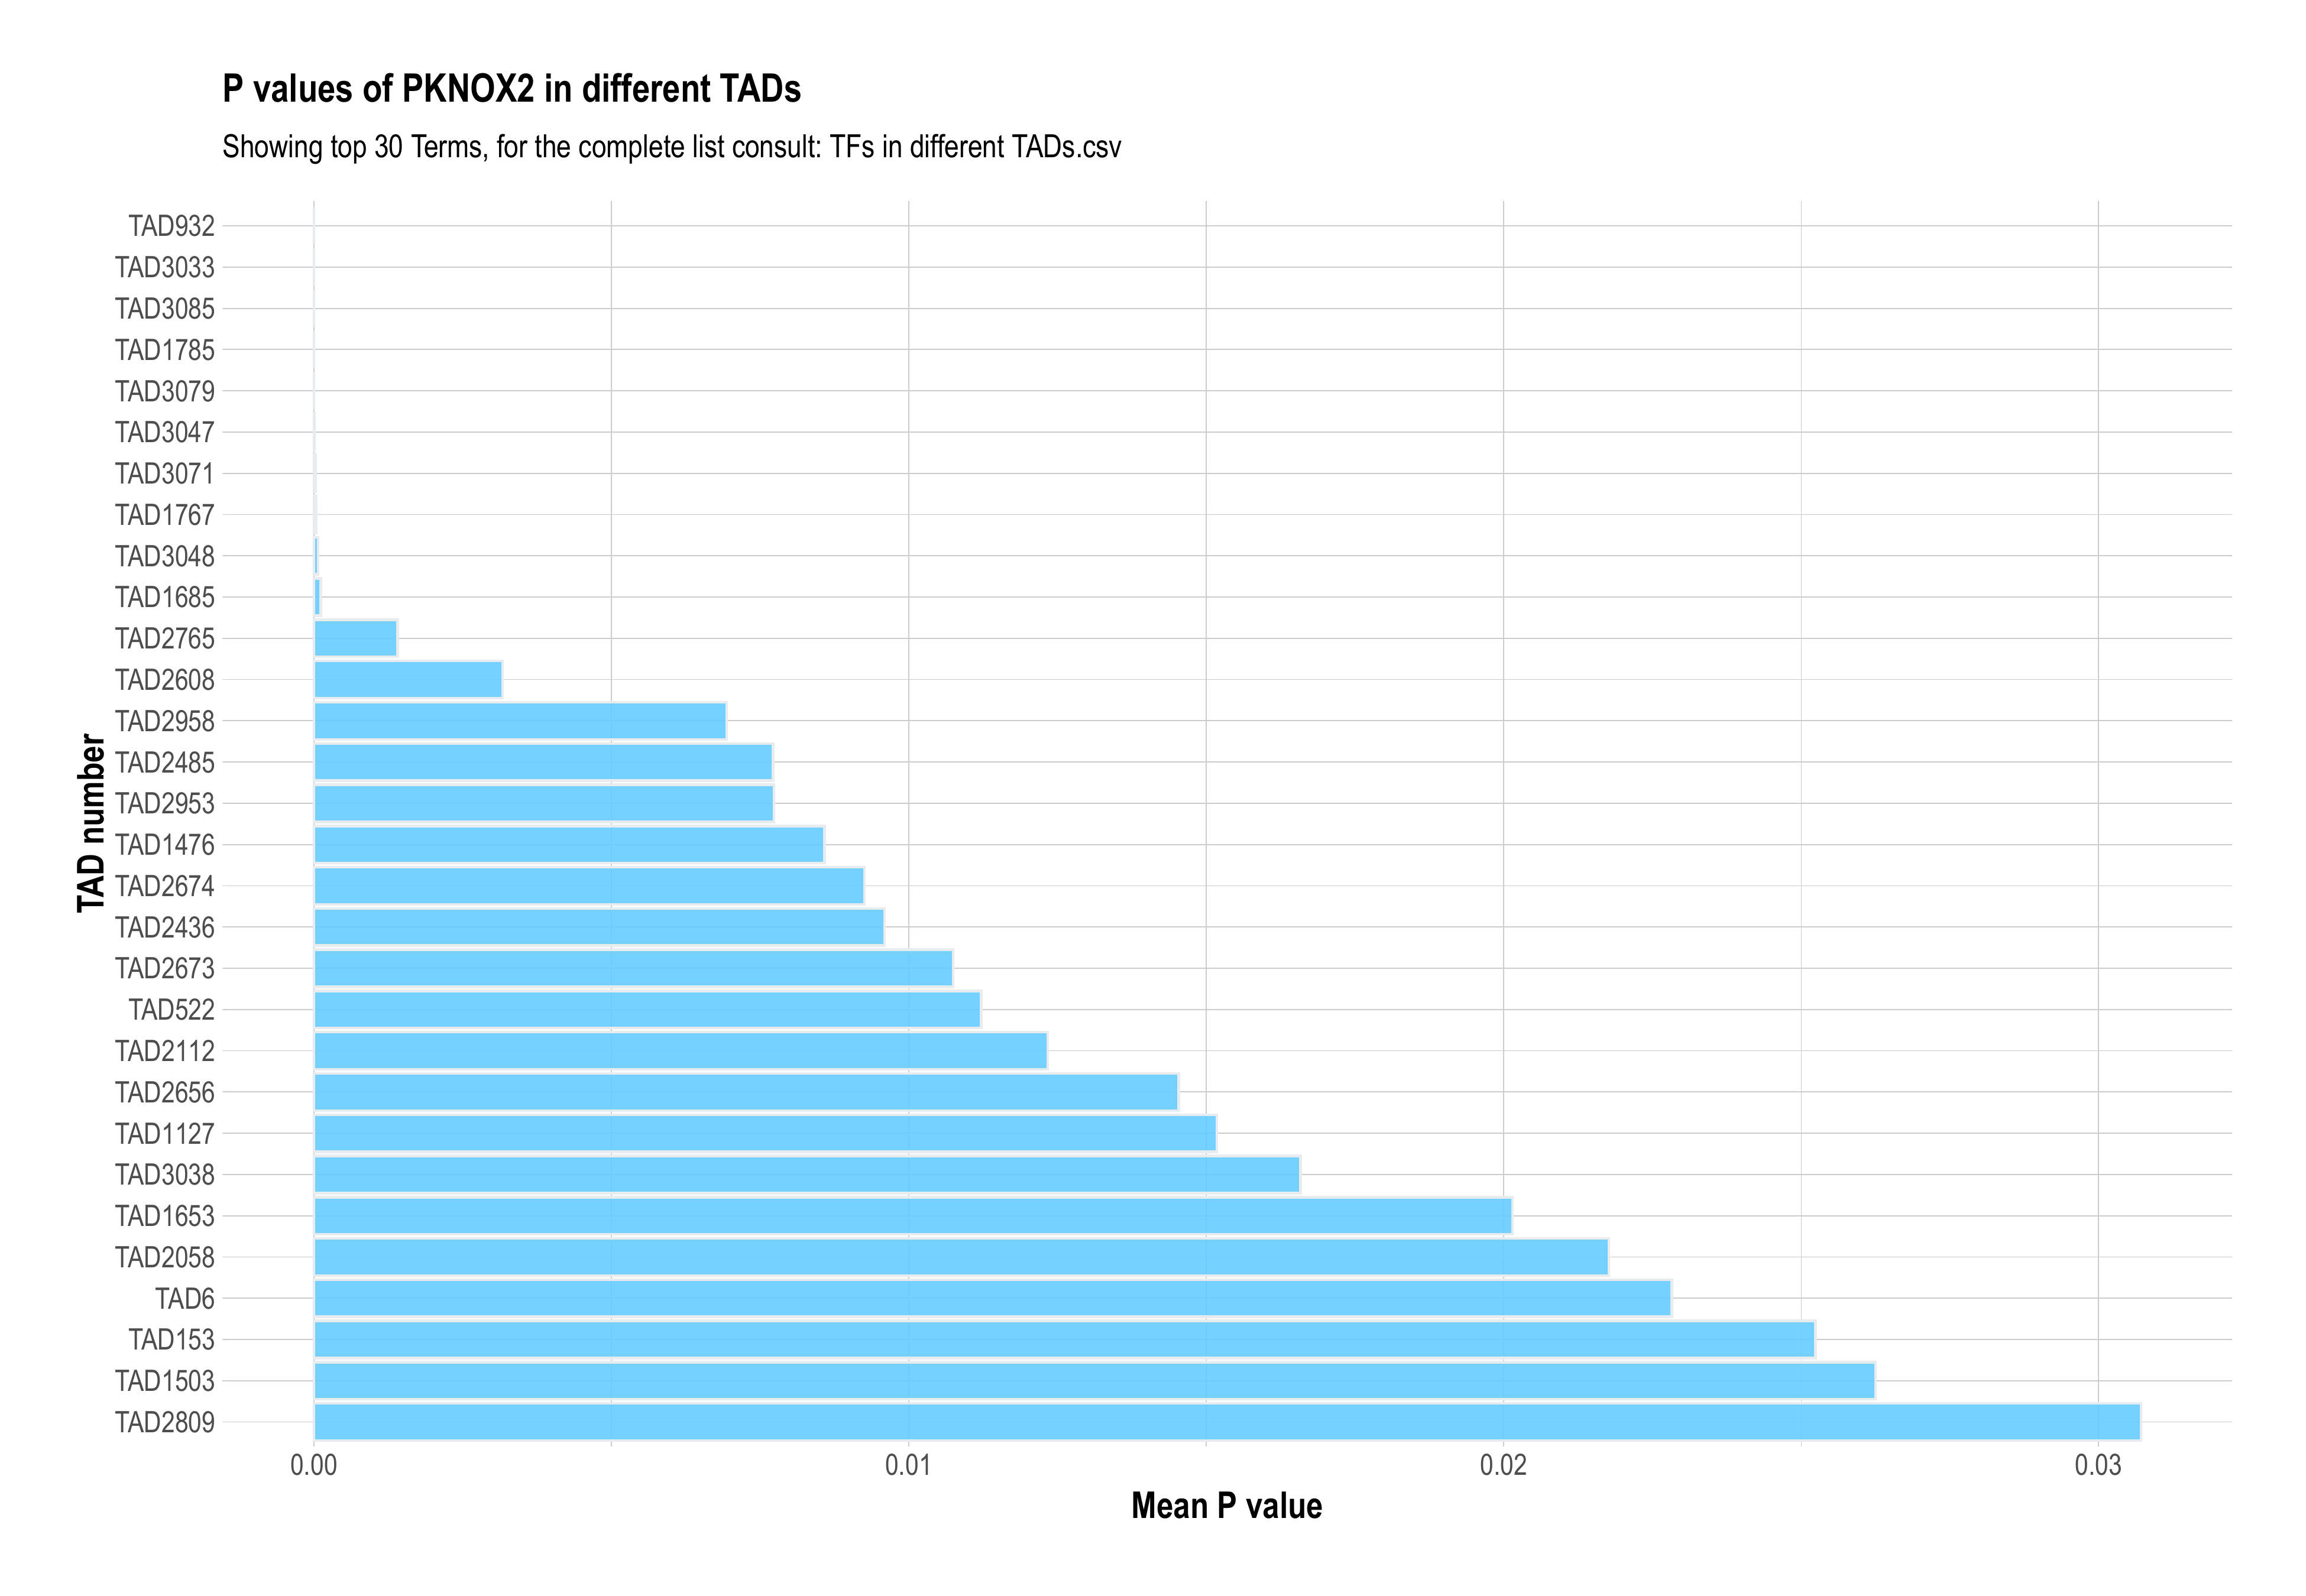 P values of PKNOX2 in different TADs
Showing top 30 Terms, for the complete list consult: TFs in different TADs.csv
TAD932
TAD3033
TAD3085
TAD1785
TAD3079
TAD3047
TAD3071
TAD1767
TAD3048
TAD1685
TAD2765
TAD2608
TAD2958
TAD2485
TAD2953
TAD1476
TAD2674
TAD2436
TAD2673
TAD522
TAD2112
TAD2656
TAD1127
TAD3038
TAD1653
TAD2058
TAD6
TAD153
TAD1503
TAD2809
TAD number
0.00 0.01 0.02 0.03
Mean P value